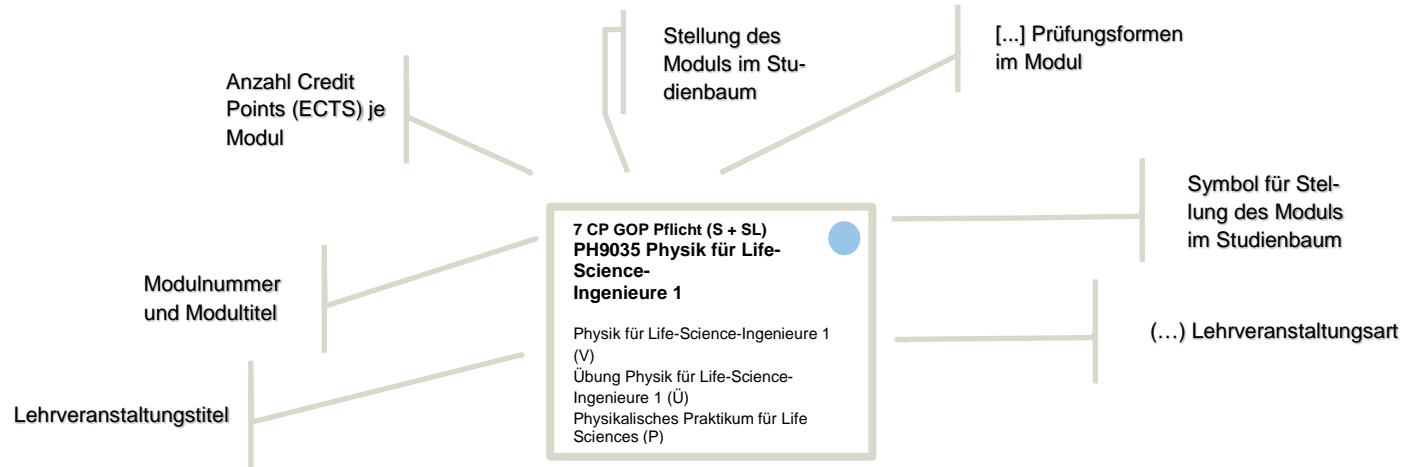 Stellung des
Moduls im Stu-
dienbaum
[...] Prüfungsformen
im Modul
Anzahl Credit
Points (ECTS) je
Modul
Symbol für Stel-
lung des Moduls
im Studienbaum
7 CP GOP Pflicht (S + SL)
PH9035 Physik für Life-
Science-
Ingenieure 1
Modulnummer
und Modultitel
Physik für Life-Science-Ingenieure 1
(V)
Übung Physik für Life-Science-
Ingenieure 1 (Ü)
Physikalisches Praktikum für Life
Sciences (P)
(…) Lehrveranstaltungsart
Lehrveranstaltungstitel